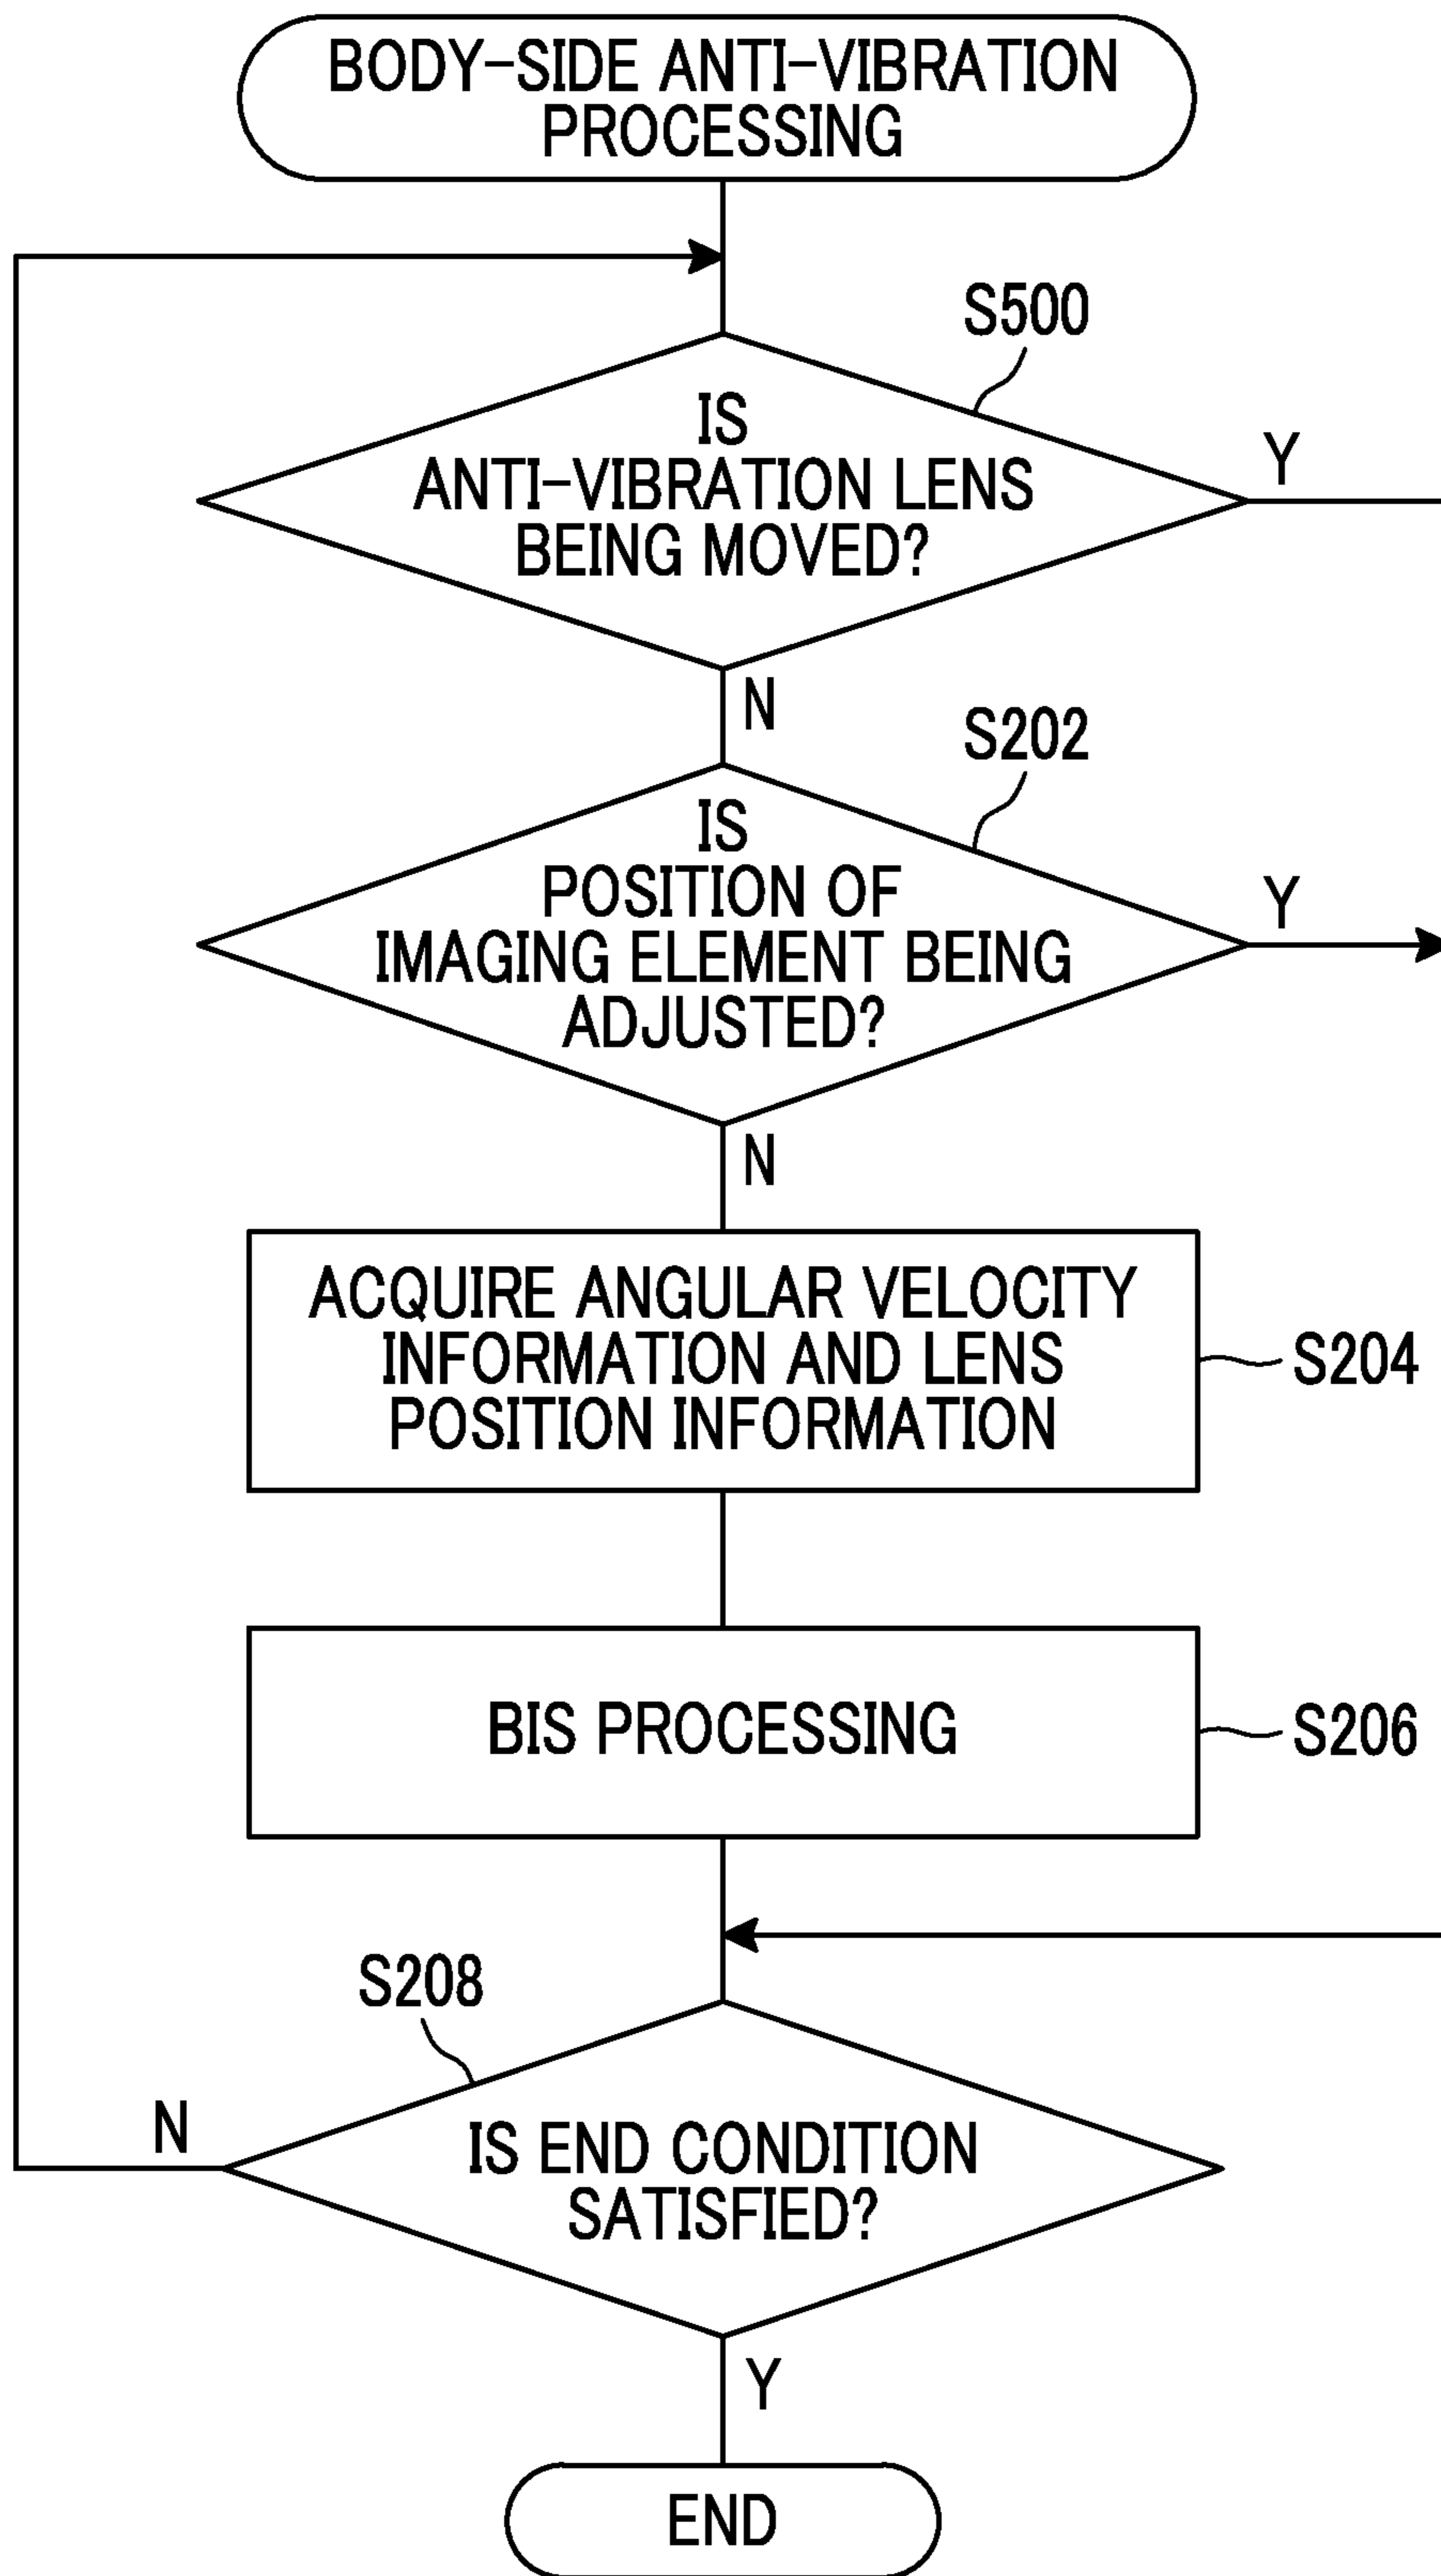 BODY-SIDE ANTI-VIBRATION
PROCESSING
S500
IS
ANTI-VIBRATION LENS
BEING MOVED?
Y
N
S202
IS
POSITION OF
IMAGING ELEMENT BEING
ADJUSTED?
Y
N
ACQUIRE ANGULAR VELOCITY
INFORMATION AND LENS
POSITION INFORMATION
S204
BIS PROCESSING
S206
S208
N
IS END CONDITION
SATISFIED?
Y
END